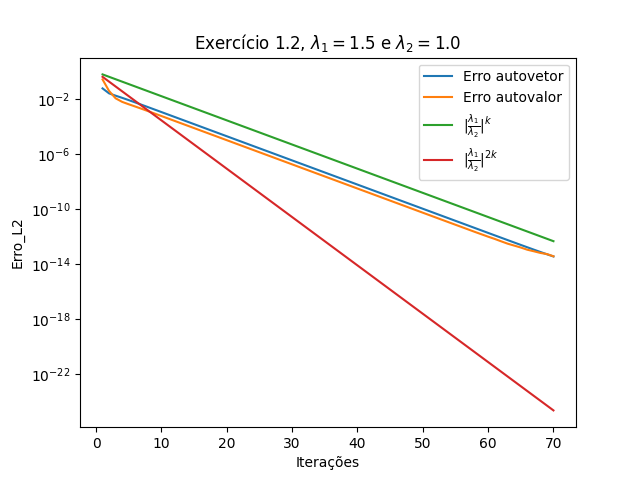 Exercício 1.2, λ₁ = 1.5 e λ₂ = 1.0
Erro autovetor
Erro autovalor
|λ₁/λ₂|ᵏ
|λ₁/λ₂|²ᵏ
Erro_L2
10⁻²
10⁻⁶
10⁻¹⁰
10⁻¹⁴
10⁻¹⁸
10⁻²²
0 10 20 30 40 50 60 70
Iterações